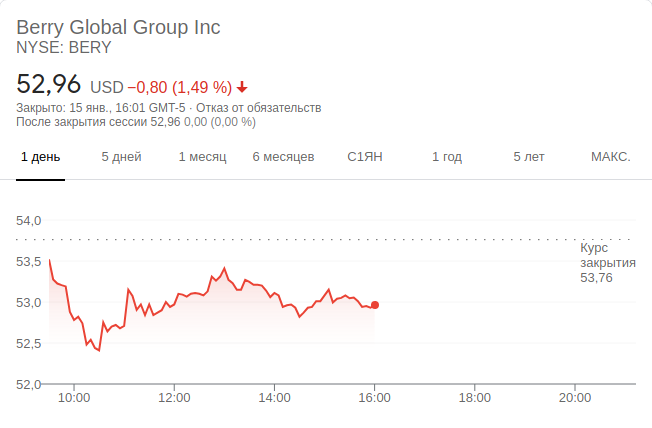 Berry Global Group Inc
NYSE: BERY
52,96 USD −0,80 (1,49 %)
Закрыто: 15 янв., 16:01 GMT-5 · Отказ от обязательств
После закрытия сессии 52,96 0,00 (0,00 %)
1 день 5 дней 1 месяц 6 месяцев С1ЯН 1 год 5 лет МАКС.
54,0
Курс
закрытия
53,76
53,5
53,0
52,5
52,0
10:00 12:00 14:00 16:00 18:00 20:00